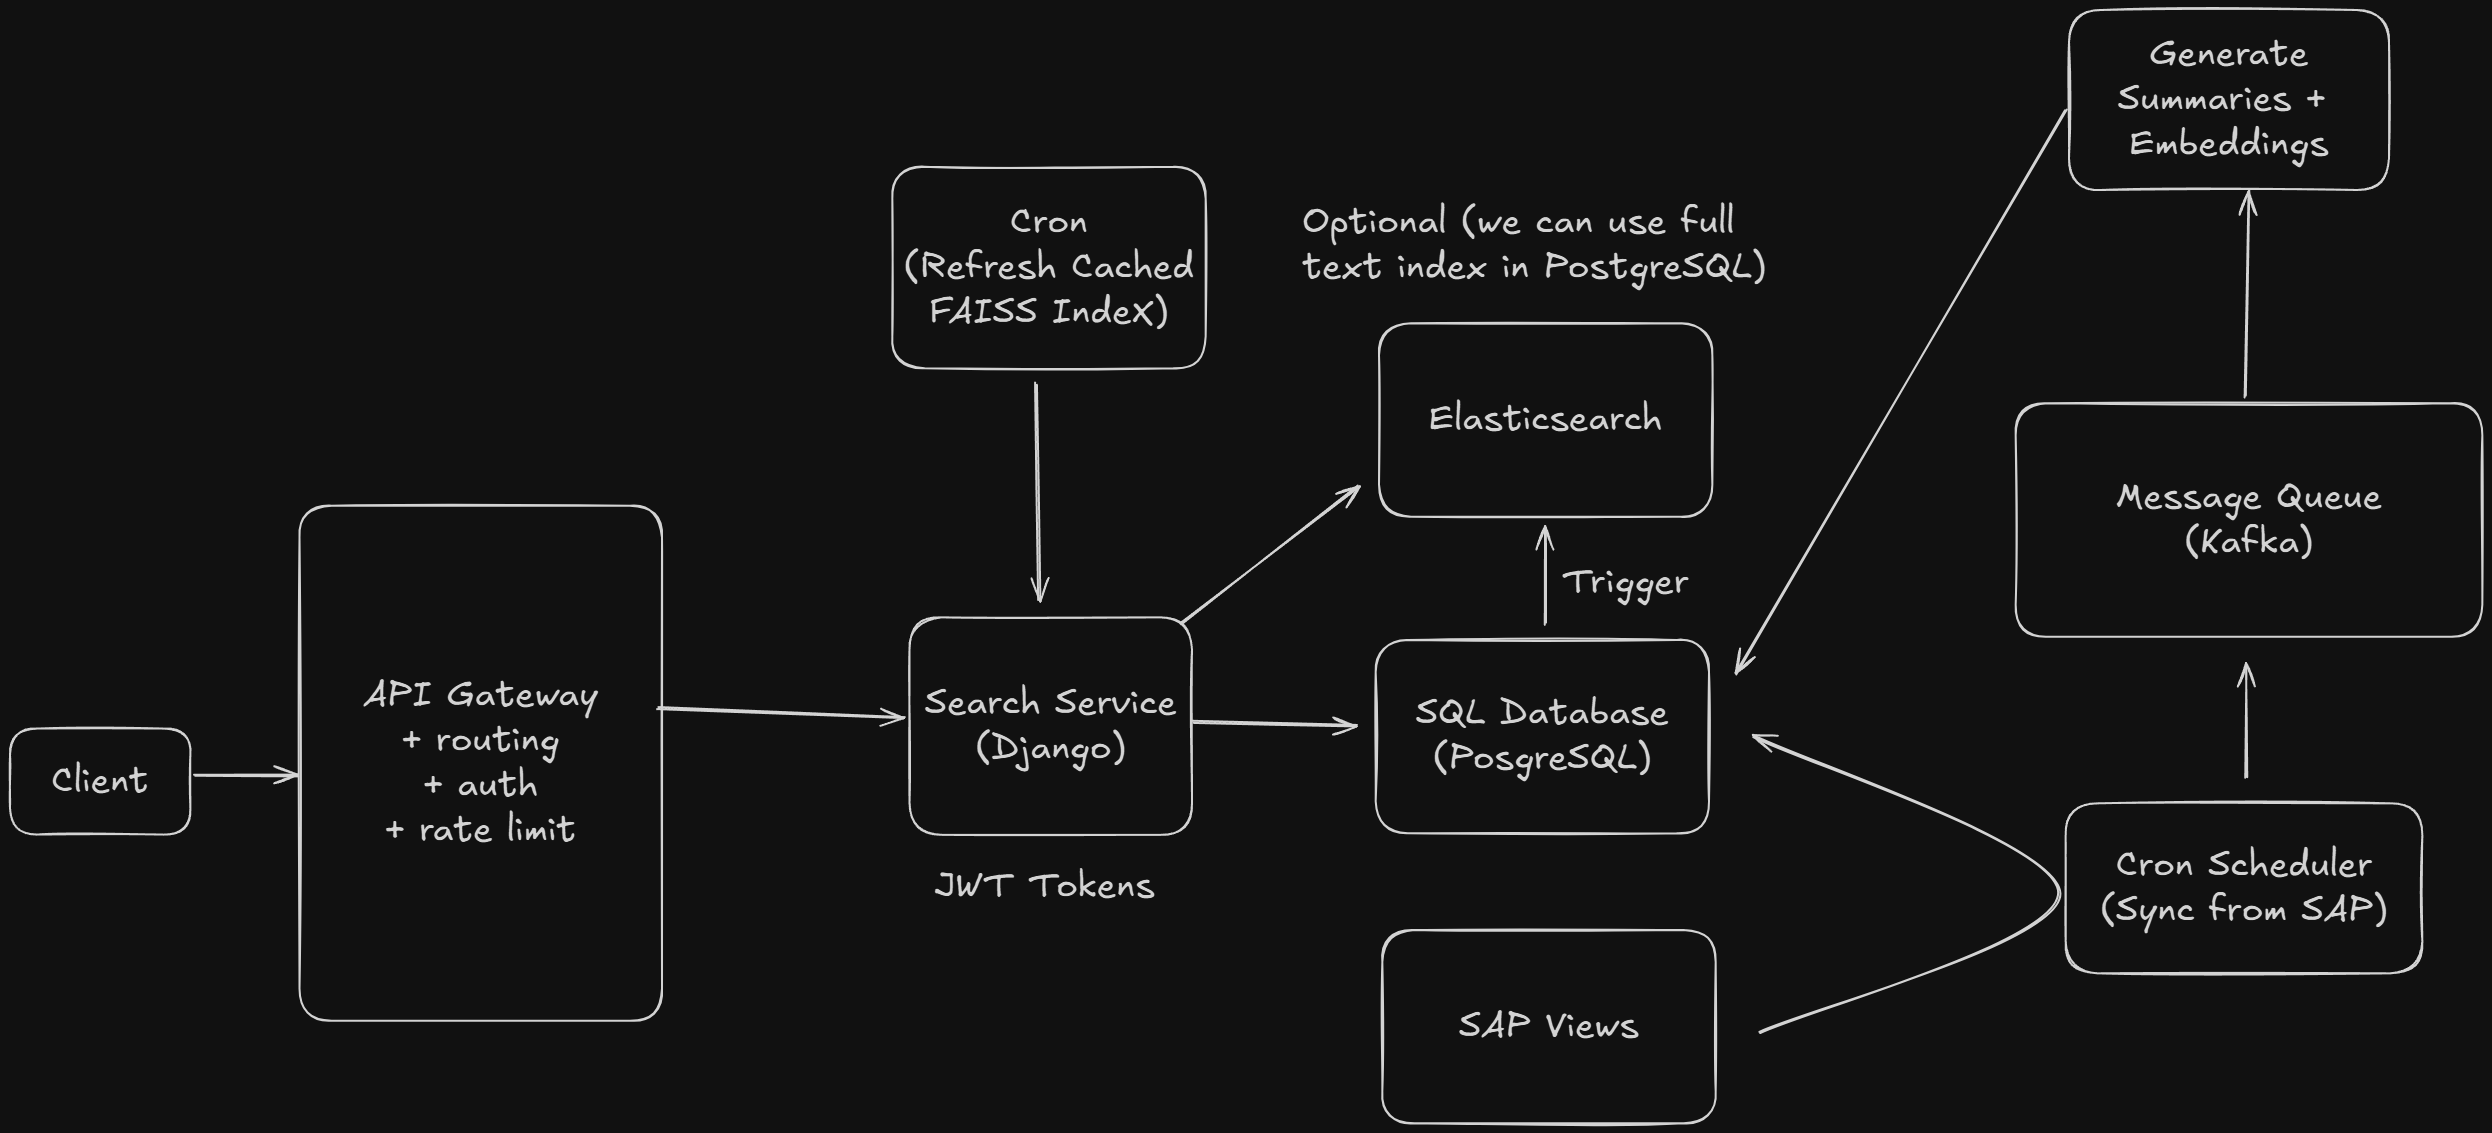 Client
API Gateway
+ routing
+ auth
+ rate limit
Cron
(Refresh Cached
FAISS IndeX)
Search Service
(Django)
JWT Tokens
Optional (we can use full
text index in PostgreSQL)
Elasticsearch
Trigger
SQL Database
(PosgreSQL)
SAP Views
Generate
Summaries +
Embeddings
Message Queue
(Kafka)
Cron Scheduler
(Sync from SAP)